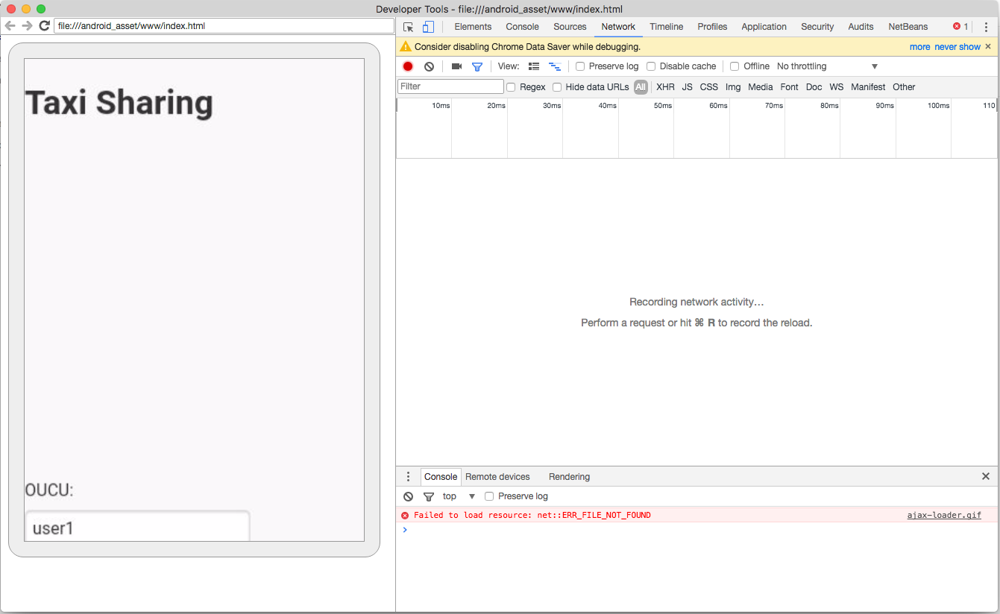 Developer Tools - file:///android_asset/www/index.html
file:///android_asset/www/index.html
Taxi Sharing
OUCU:
user1
Elements Console Sources Network Timeline Profiles Application Security Audits NetBeans 1
Consider disabling Chrome Data Saver while debugging. more never show ×
View: Preserve log Disable cache Offline No throttling
Filter Regex Hide data URLs All XHR JS CSS Img Media Font Doc WS Manifest Other
10ms 20ms 30ms 40ms 50ms 60ms 70ms 80ms 90ms 100ms 110
Recording network activity…
Perform a request or hit ⌘ R to record the reload.
Console Remote devices Rendering
top Preserve log
Failed to load resource: net::ERR_FILE_NOT_FOUND ajax-loader.gif